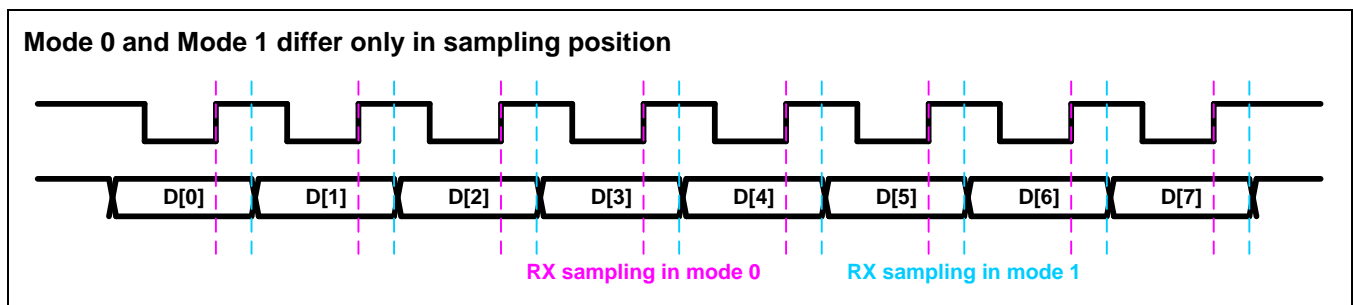 Mode 0 and Mode 1 differ only in sampling position
D[0] D[1] D[2] D[3] D[4] D[5] D[6] D[7]
RX sampling in mode 0 RX sampling in mode 1